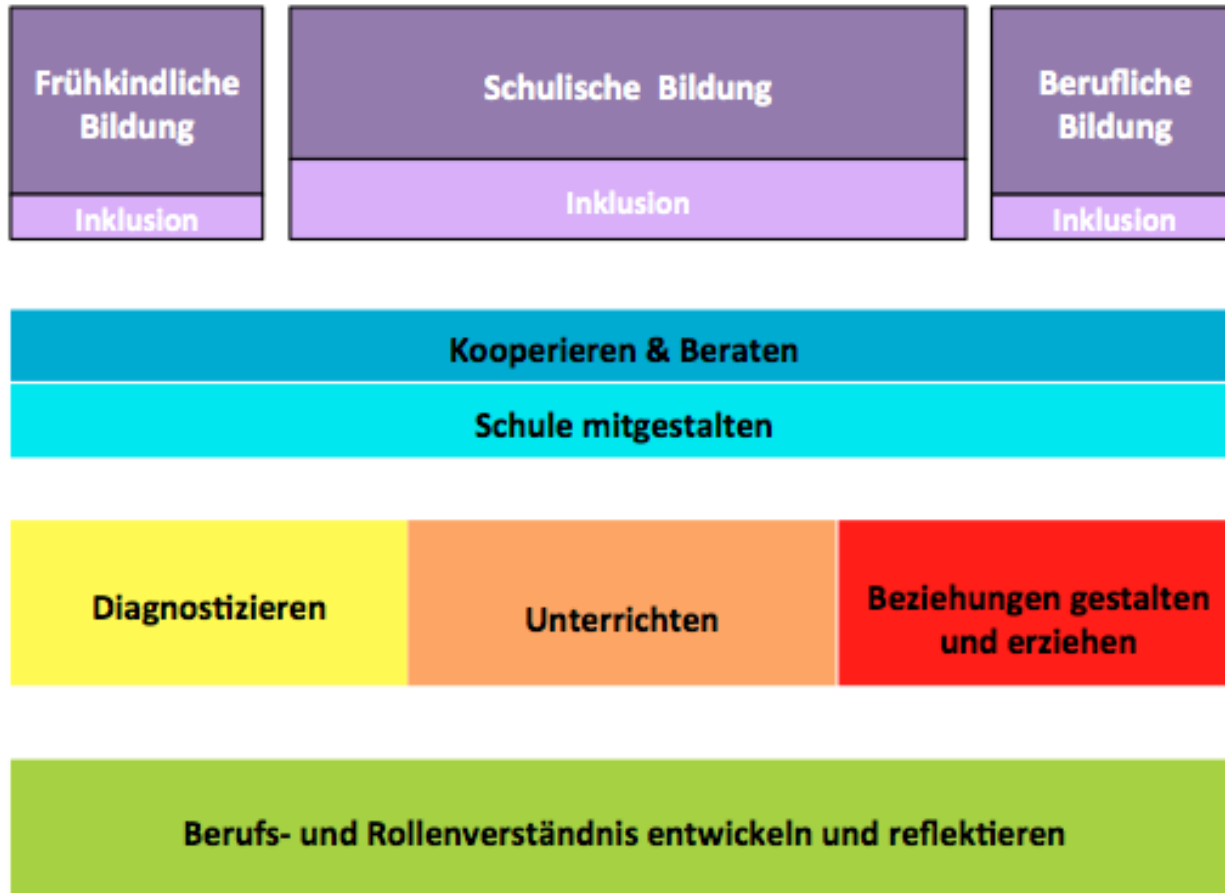 Frühkindliche
Bildung
Schulische Bildung
Berufliche
Bildung
Inklusion
Inklusion
Inklusion
Kooperieren & Beraten
Schule mitgestalten
Diagnostizieren
Unterrichten
Beziehungen gestalten
und erziehen
Berufs- und Rollenverständnis entwickeln und reflektieren